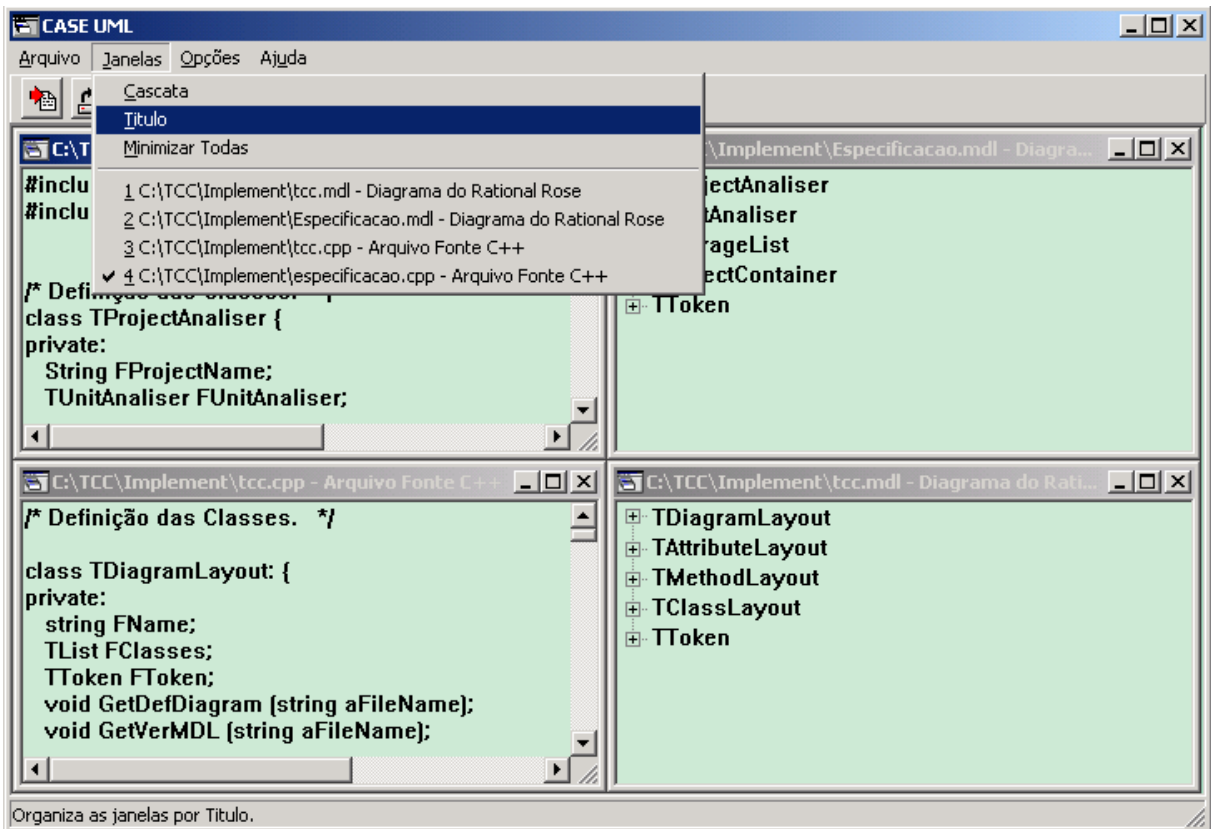 CASE UML
Arquivo Janelas Opções Ajuda
Cascata
Titulo
Minimizar Todas
1 C:\TCC\Implement\tcc.mdl - Diagrama do Rational Rose
2 C:\TCC\Implement\Especificacao.mdl - Diagrama do Rational Rose
3 C:\TCC\Implement\tcc.cpp - Arquivo Fonte C++
4 C:\TCC\Implement\especificacao.cpp - Arquivo Fonte C++
C:\T
#inclu
#inclu
/* Definição das Classes. */
class TProjectAnaliser {
private:
String FProjectName;
TUnitAnaliser FUnitAnaliser;
\Implement\Especificacao.mdl - Diagra...
jectAnaliser
tAnaliser
rageList
ectContainer
TToken
C:\TCC\Implement\tcc.cpp - Arquivo Fonte C++
/* Definição das Classes. */
class TDiagramLayout: {
private:
string FName;
TList FClasses;
TToken FToken;
void GetDefDiagram (string aFileName);
void GetVerMDL (string aFileName);
C:\TCC\Implement\tcc.mdl - Diagrama do Rati...
TDiagramLayout
TAttributeLayout
TMethodLayout
TClassLayout
TToken
Organiza as janelas por Titulo.